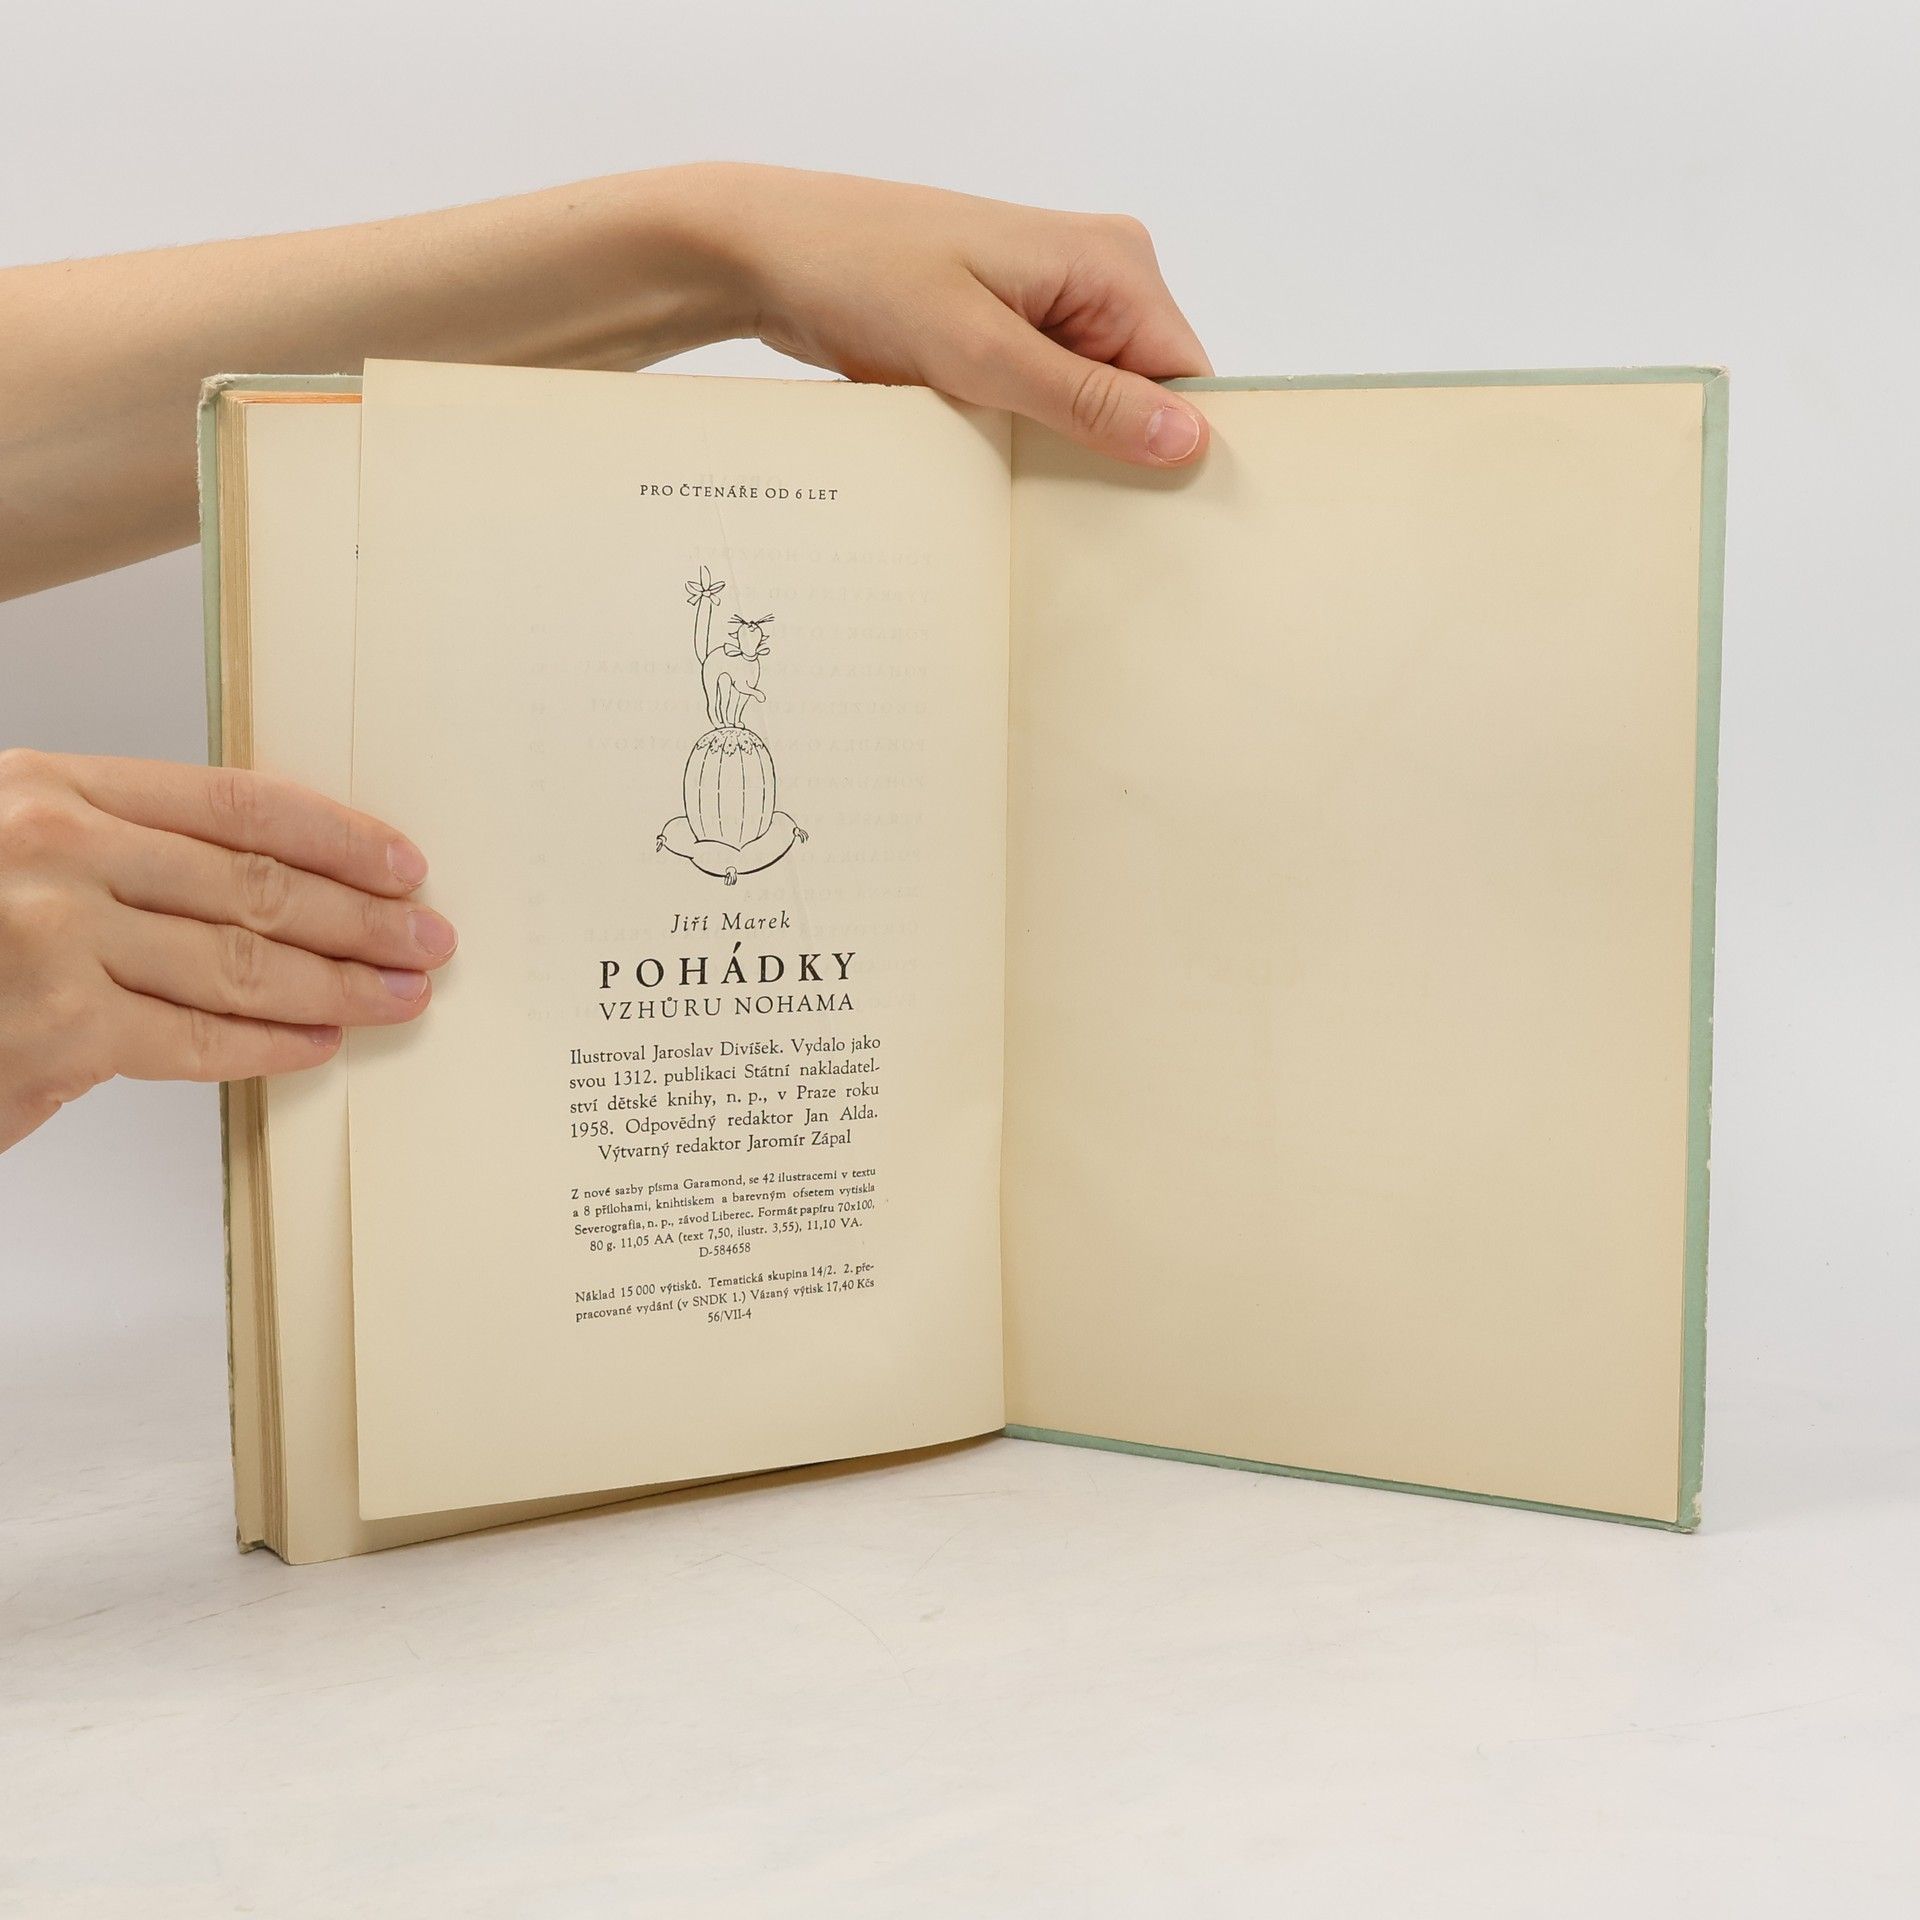 PRO ČTENÁŘE OD 6 LET
Jiří Marek
POHÁDKY
VZHŮRU NOHAMA
Ilustroval Jaroslav Divíšek. Vydalo jako
svou 1312. publikaci Státní nakladatel-
ství dětské knihy, n. p., v Praze roku
1958. Odpovědný redaktor Jan Alda.
Výtvarný redaktor Jaromír Zápal
Z nové sazby písma Garamond, se 42 ilustracemi v textu
a 8 přílohami, knihtiskem a barevným ofsetem vytiskla
Severografia, n. p., závod Liberec. Formát papíru 70x100,
80 g. 11,05 AA (text 7,50, ilustr. 3,55), 11,10 VA.
D-584658
Náklad 15 000 výtisků. Tematická skupina 14/2. 2. pře-
pracované vydání (v SNDK 1.) Vázaný výtisk 17,40 Kčs
56/VII-4